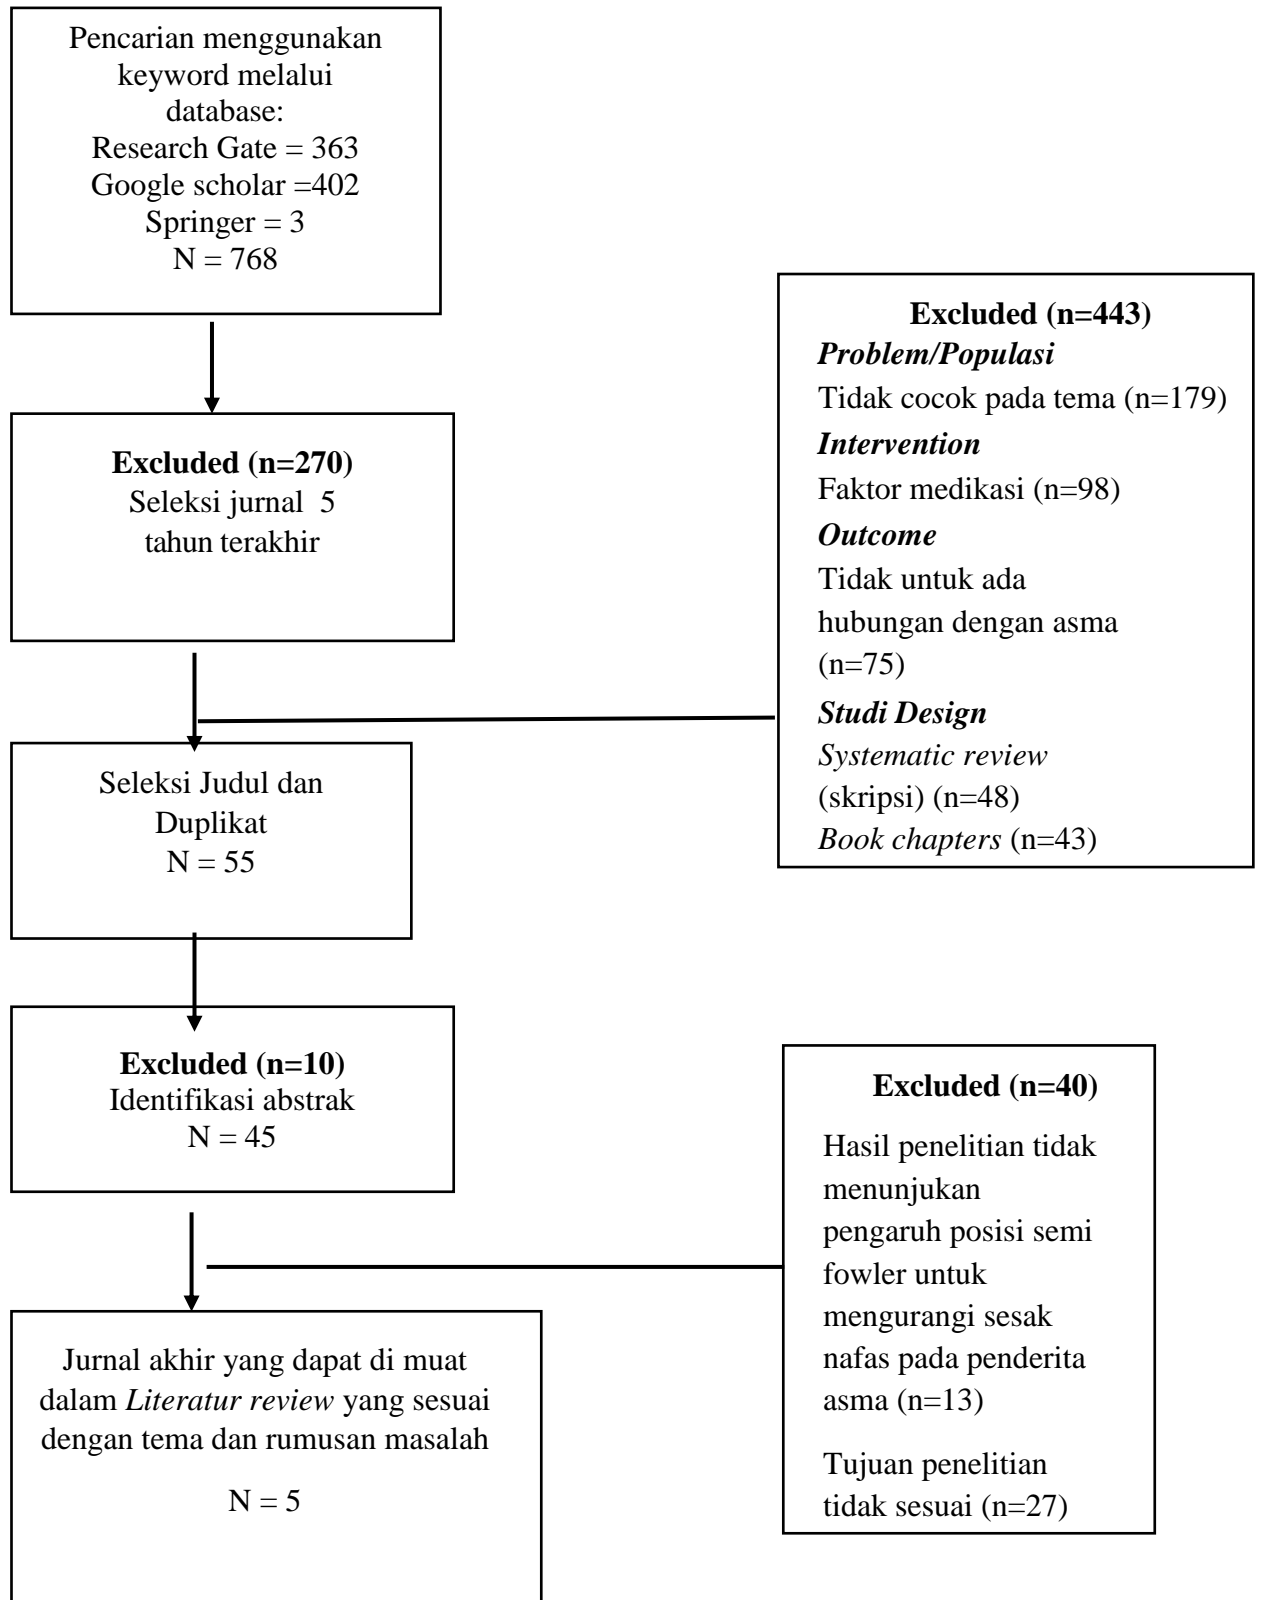 Pencarian menggunakan
keyword melalui
database:
Research Gate = 363
Google scholar =402
Springer = 3
N = 768
Excluded (n=270)
Seleksi jurnal 5
tahun terakhir
Excluded (n=443)
Problem/Populasi
Tidak cocok pada tema (n=179)
Intervention
Faktor medikasi (n=98)
Outcome
Tidak untuk ada
hubungan dengan asma
(n=75)
Studi Design
Systematic review
(skripsi) (n=48)
Book chapters (n=43)
Seleksi Judul dan
Duplikat
N = 55
Excluded (n=10)
Identifikasi abstrak
N = 45
Excluded (n=40)
Hasil penelitian tidak
menunjukan
pengaruh posisi semi
fowler untuk
mengurangi sesak
nafas pada penderita
asma (n=13)
Tujuan penelitian
tidak sesuai (n=27)
Jurnal akhir yang dapat di muat
dalam Literatur review yang sesuai
dengan tema dan rumusan masalah
N = 5